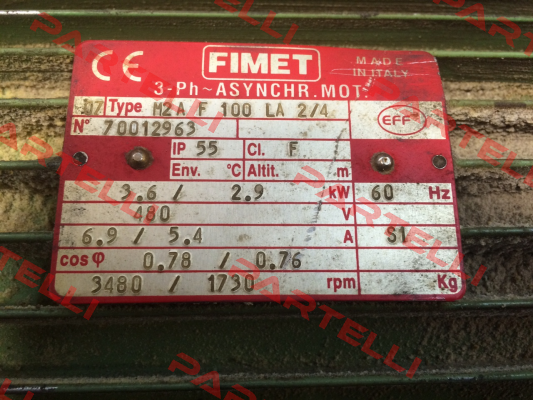 CE FIMET MADE IN ITALY
3-Ph~ASYNCHR.MOT.
07 Type M2A F 100 LA 2/4
N° 70012963
EFF
IP 55 Cl. F
Env. °C Altit. m
3.6 / 2.9 /kW 60 Hz
480 V
6.9 / 5.4 A S1
cos φ 0.78 / 0.76
3480 / 1730 rpm Kg
PARTELLI
PARTELLI
PARTELLI
PARTELLI